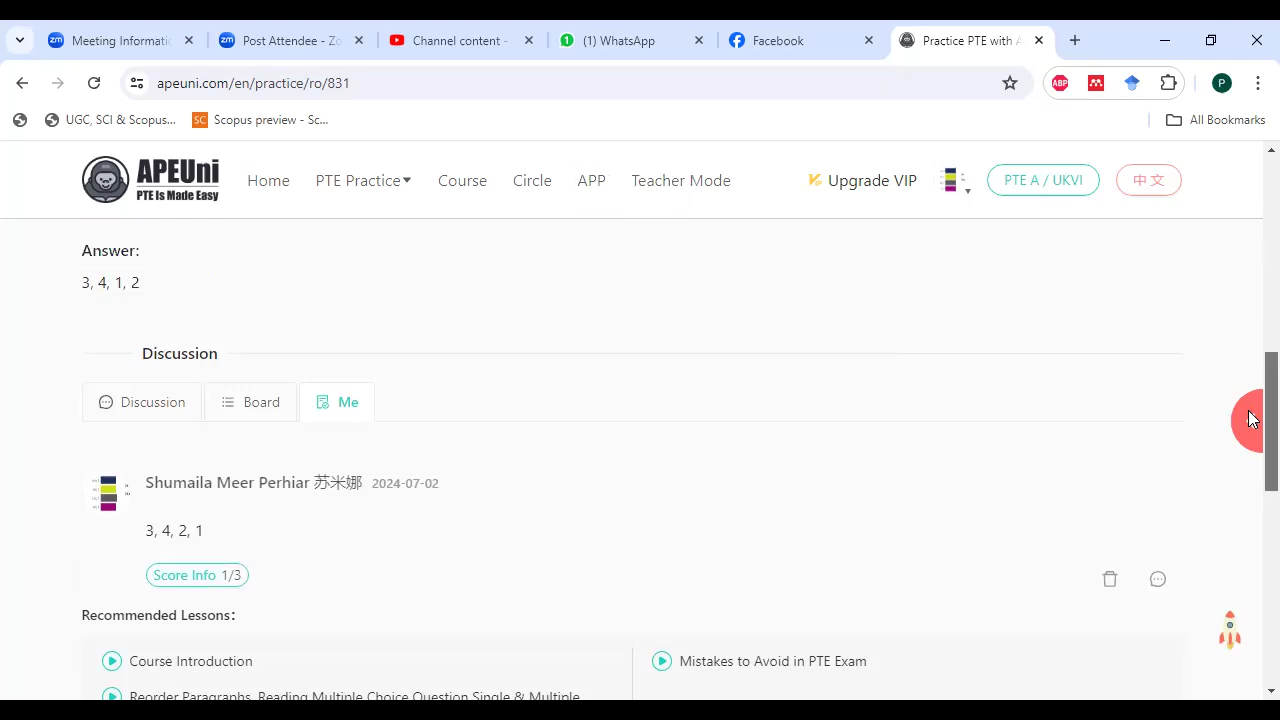 Meeting Informati
Post Attendee - Zo
Channel content -
(1) WhatsApp
Facebook
Practice PTE with A
apeuni.com/en/practice/ro/831
ABP
P
UGC, SCI & Scopus...
SC Scopus preview - Sc...
All Bookmarks
APEUni
PTE Is Made Easy
Home
PTE Practice
Course
Circle
APP
Teacher Mode
Upgrade VIP
PTE A / UKVI
中 文
Answer:
3, 4, 1, 2
Discussion
Discussion
Board
Me
Shumaila Meer Perhiar 苏米娜 2024-07-02
3, 4, 2, 1
Score Info 1/3
Recommended Lessons:
Course Introduction
Mistakes to Avoid in PTE Exam
Reorder Paragraphs, Reading Multiple Choice Question Single & Multiple